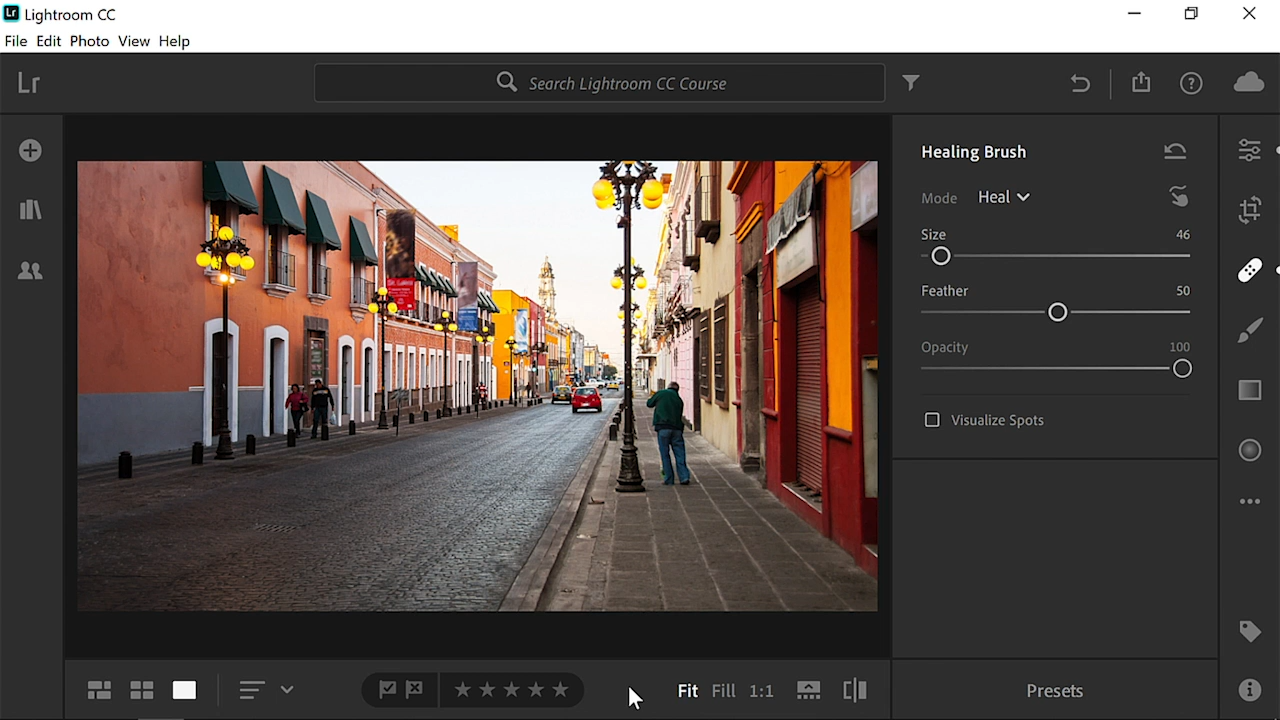 Lr Lightroom CC
File Edit Photo View Help
Lr
Search Lightroom CC Course
Healing Brush
Mode Heal
Size 46
Feather 50
Opacity 100
Visualize Spots
Fit Fill 1:1
Presets